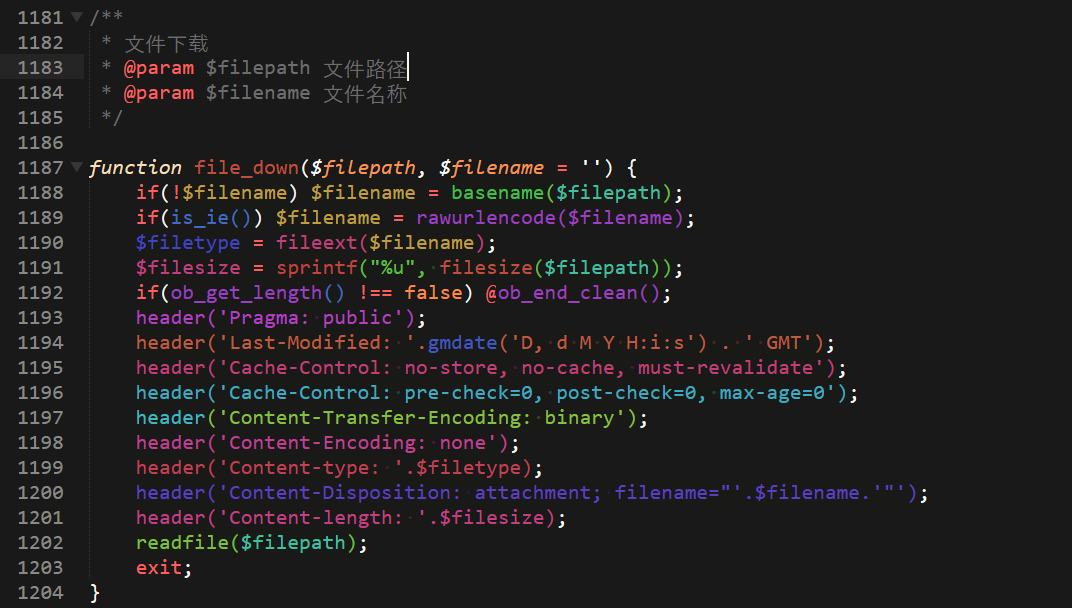 1181 /**
1182 * 文件下载
1183 * @param $filepath 文件路径
1184 * @param $filename 文件名称
1185 */
1186
1187 function file_down($filepath, $filename = '') {
1188 if(!$filename) $filename = basename($filepath);
1189 if(is_ie()) $filename = rawurlencode($filename);
1190 $filetype = fileext($filename);
1191 $filesize = sprintf("%u", filesize($filepath));
1192 if(ob_get_length() !== false) @ob_end_clean();
1193 header('Pragma: public');
1194 header('Last-Modified: '.gmdate('D, d M Y H:i:s') . ' GMT');
1195 header('Cache-Control: no-store, no-cache, must-revalidate');
1196 header('Cache-Control: pre-check=0, post-check=0, max-age=0');
1197 header('Content-Transfer-Encoding: binary');
1198 header('Content-Encoding: none');
1199 header('Content-type: '.$filetype);
1200 header('Content-Disposition: attachment; filename="'.$filename.'"');
1201 header('Content-length: '.$filesize);
1202 readfile($filepath);
1203 exit;
1204 }